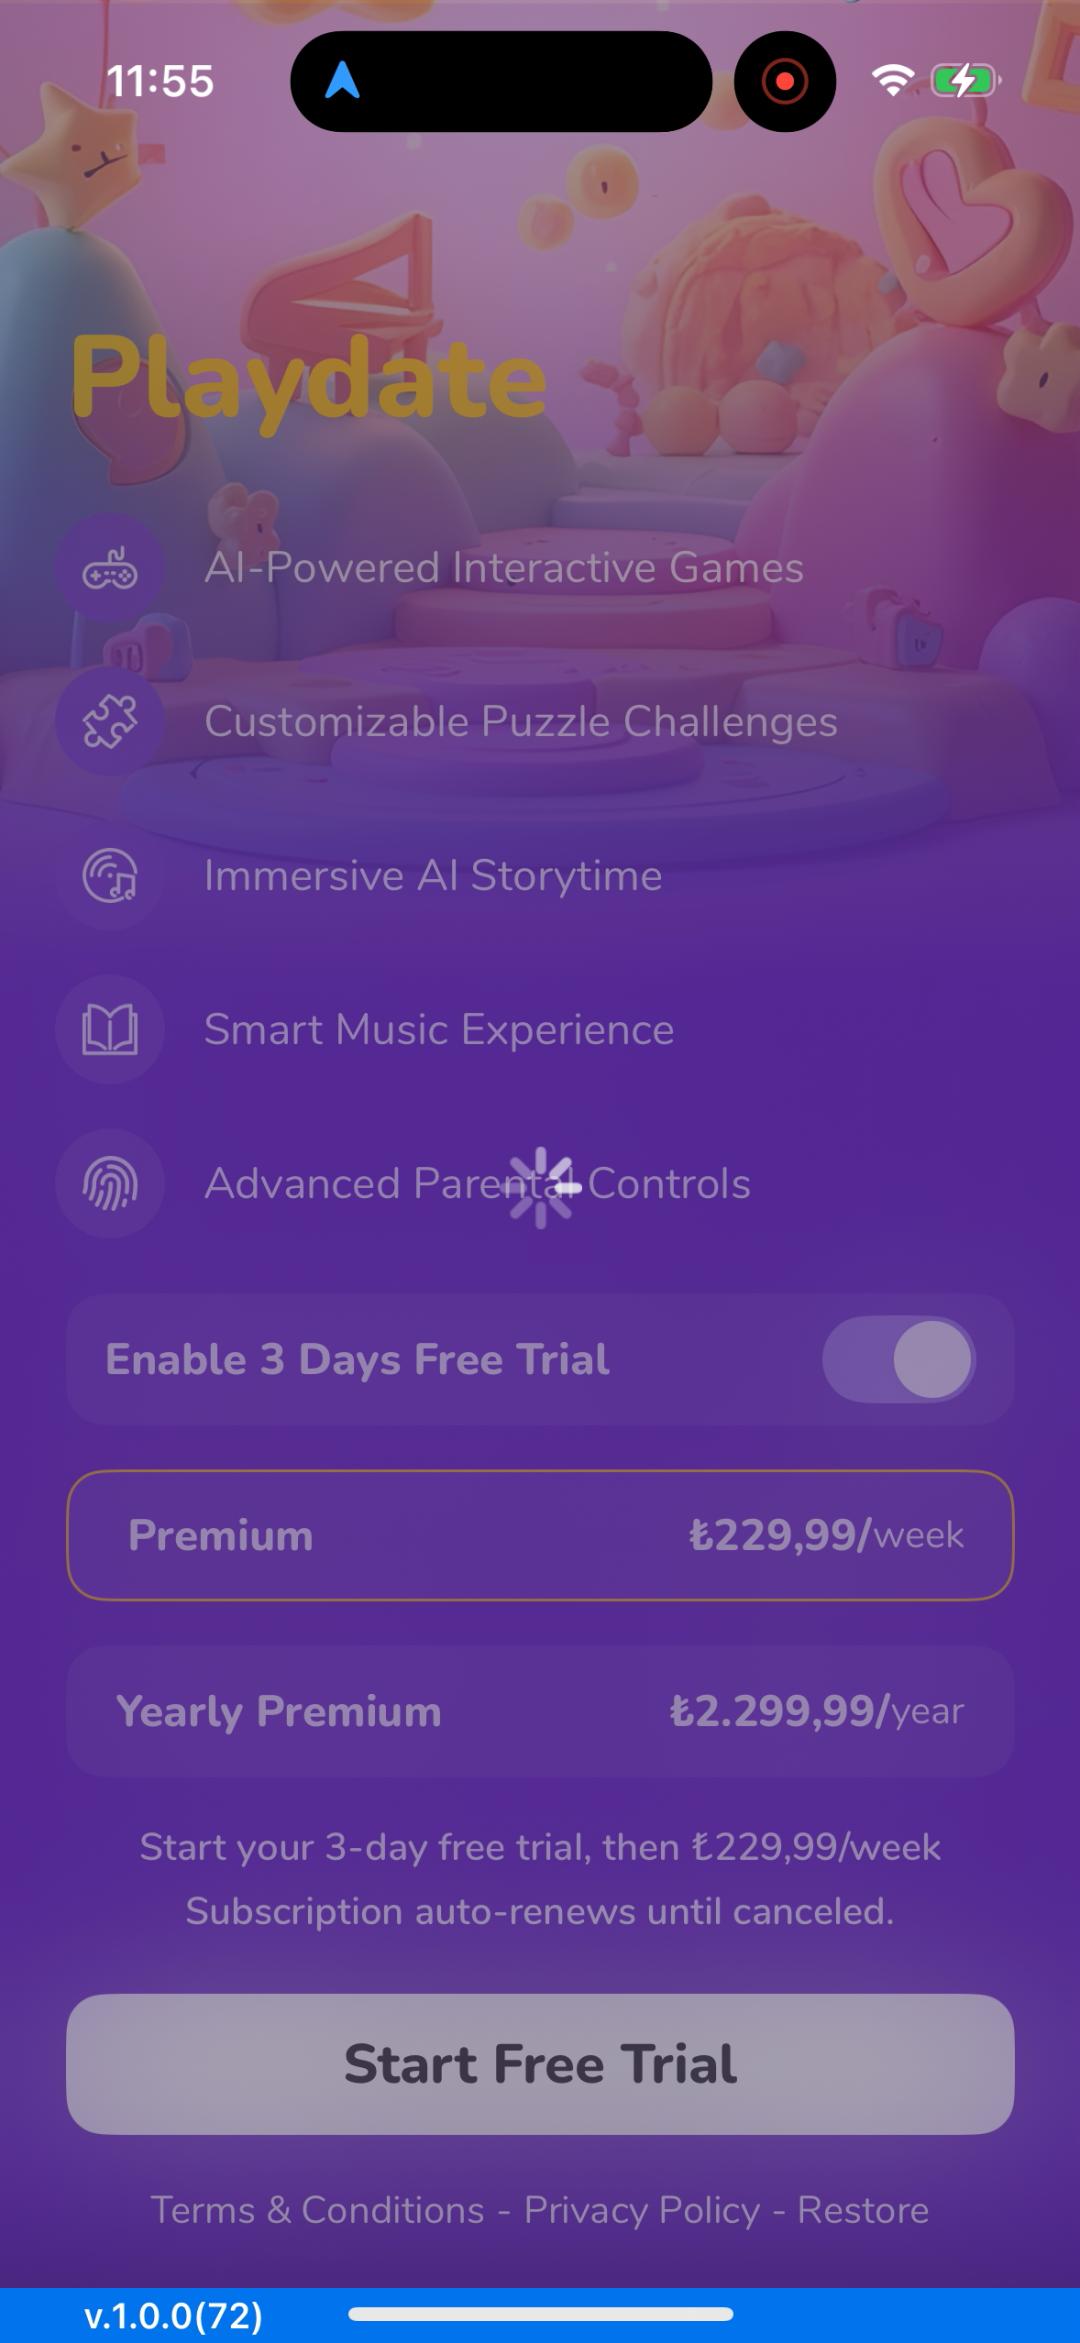 11:55
Playdate
AI-Powered Interactive Games
Customizable Puzzle Challenges
Immersive AI Storytime
Smart Music Experience
Advanced Parental Controls
Enable 3 Days Free Trial
Premium ₺229,99/week
Yearly Premium ₺2.299,99/year
Start your 3-day free trial, then ₺229,99/week
Subscription auto-renews until canceled.
Start Free Trial
Terms & Conditions - Privacy Policy - Restore
v.1.0.0(72)